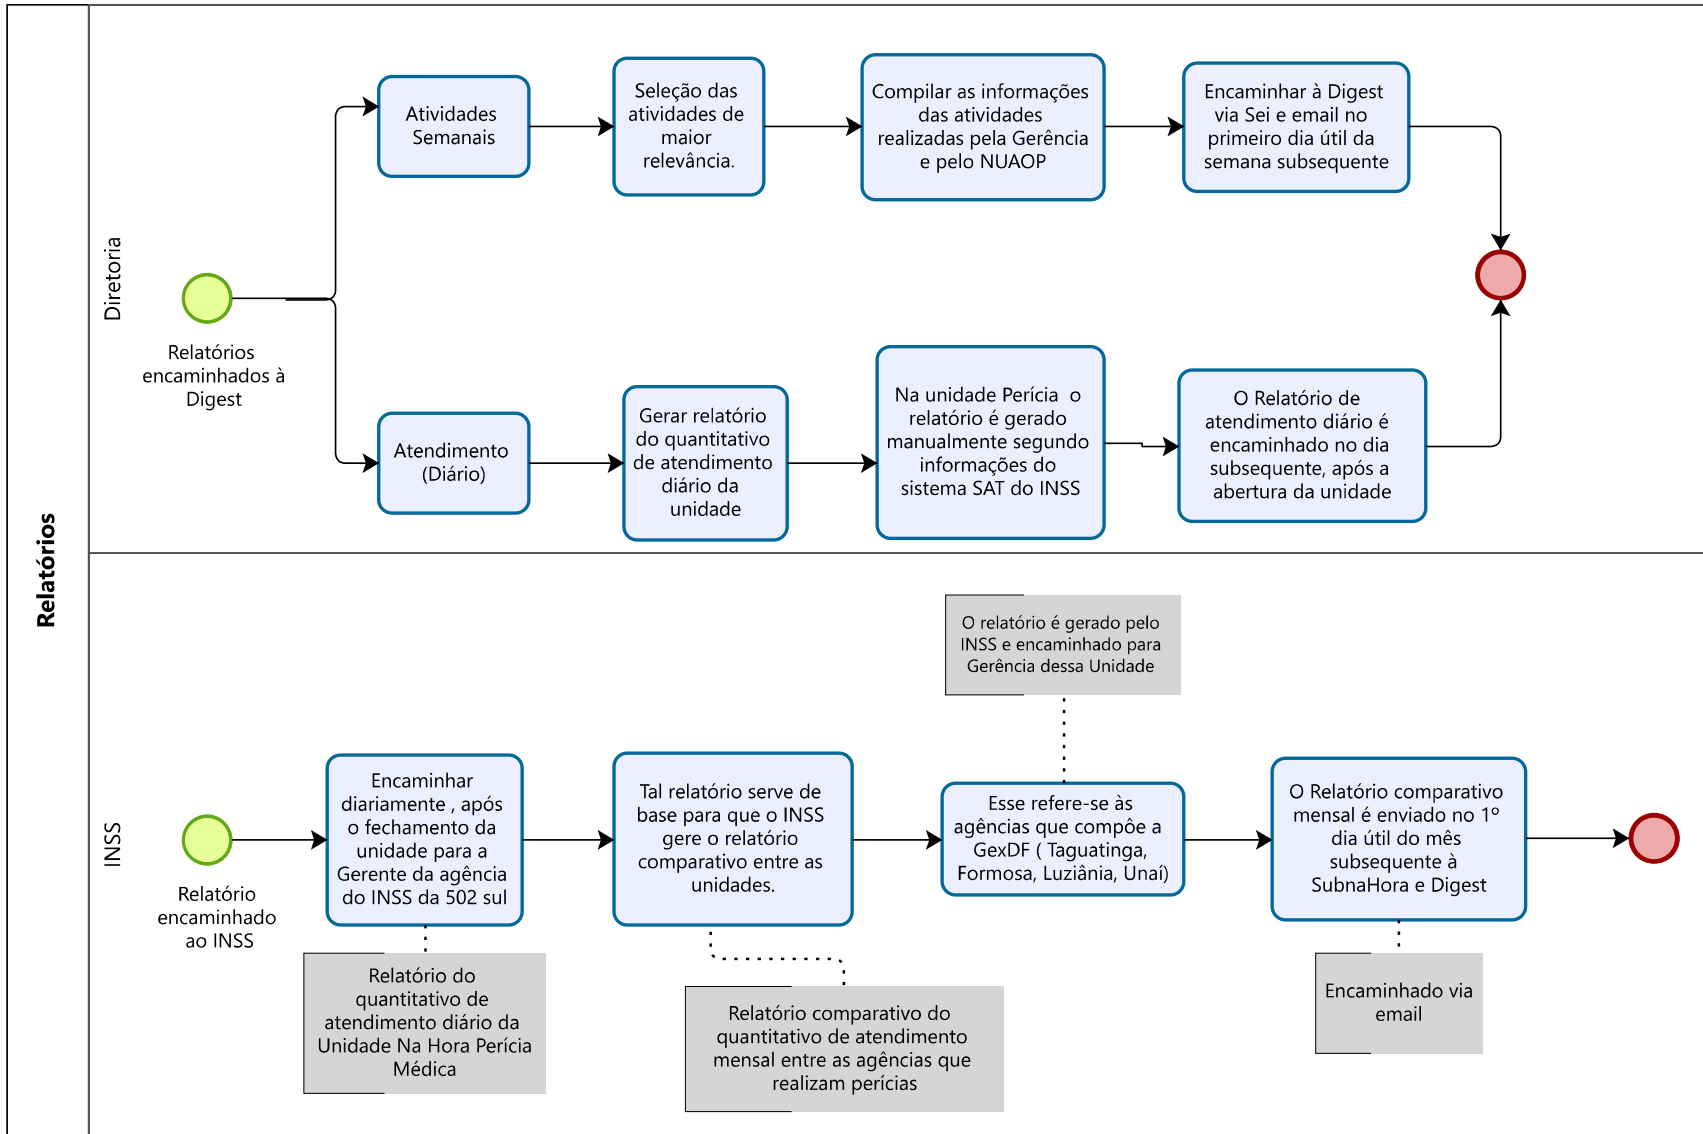 Relatórios
Diretoria
Relatórios
encaminhados à
Digest
Atividades
Semanais
Seleção das
atividades de
maior
relevância.
Compilar as informações
das atividades
realizadas pela Gerência
e pelo NUAOP
Encaminhar à Digest
via Sei e email no
primeiro dia útil da
semana subsequente
Atendimento
(Diário)
Gerar relatório
do quantitativo
de atendimento
diário da
unidade
Na unidade Perícia  o
relatório é gerado
manualmente segundo
informações do
sistema SAT do INSS
O Relatório de
atendimento diário é
encaminhado no dia
subsequente, após a
abertura da unidade
INSS
Relatório
encaminhado
ao INSS
Encaminhar
diariamente , após
o fechamento da
unidade para a
Gerente da agência
do INSS da 502 sul
Relatório do
quantitativo de
atendimento diário da
Unidade Na Hora Perícia
Médica
Tal relatório serve de
base para que o INSS
gere o relatório
comparativo entre as
unidades.
Relatório comparativo do
quantitativo de atendimento
mensal entre as agências que
realizam perícias
O relatório é gerado pelo
INSS e encaminhado para
Gerência dessa Unidade
Esse refere-se às
agências que compôe a
GexDF ( Taguatinga,
Formosa, Luziânia, Unaí)
O Relatório comparativo
mensal é enviado no 1º
dia útil do mês
subsequente à
SubnaHora e Digest
Encaminhado via
email